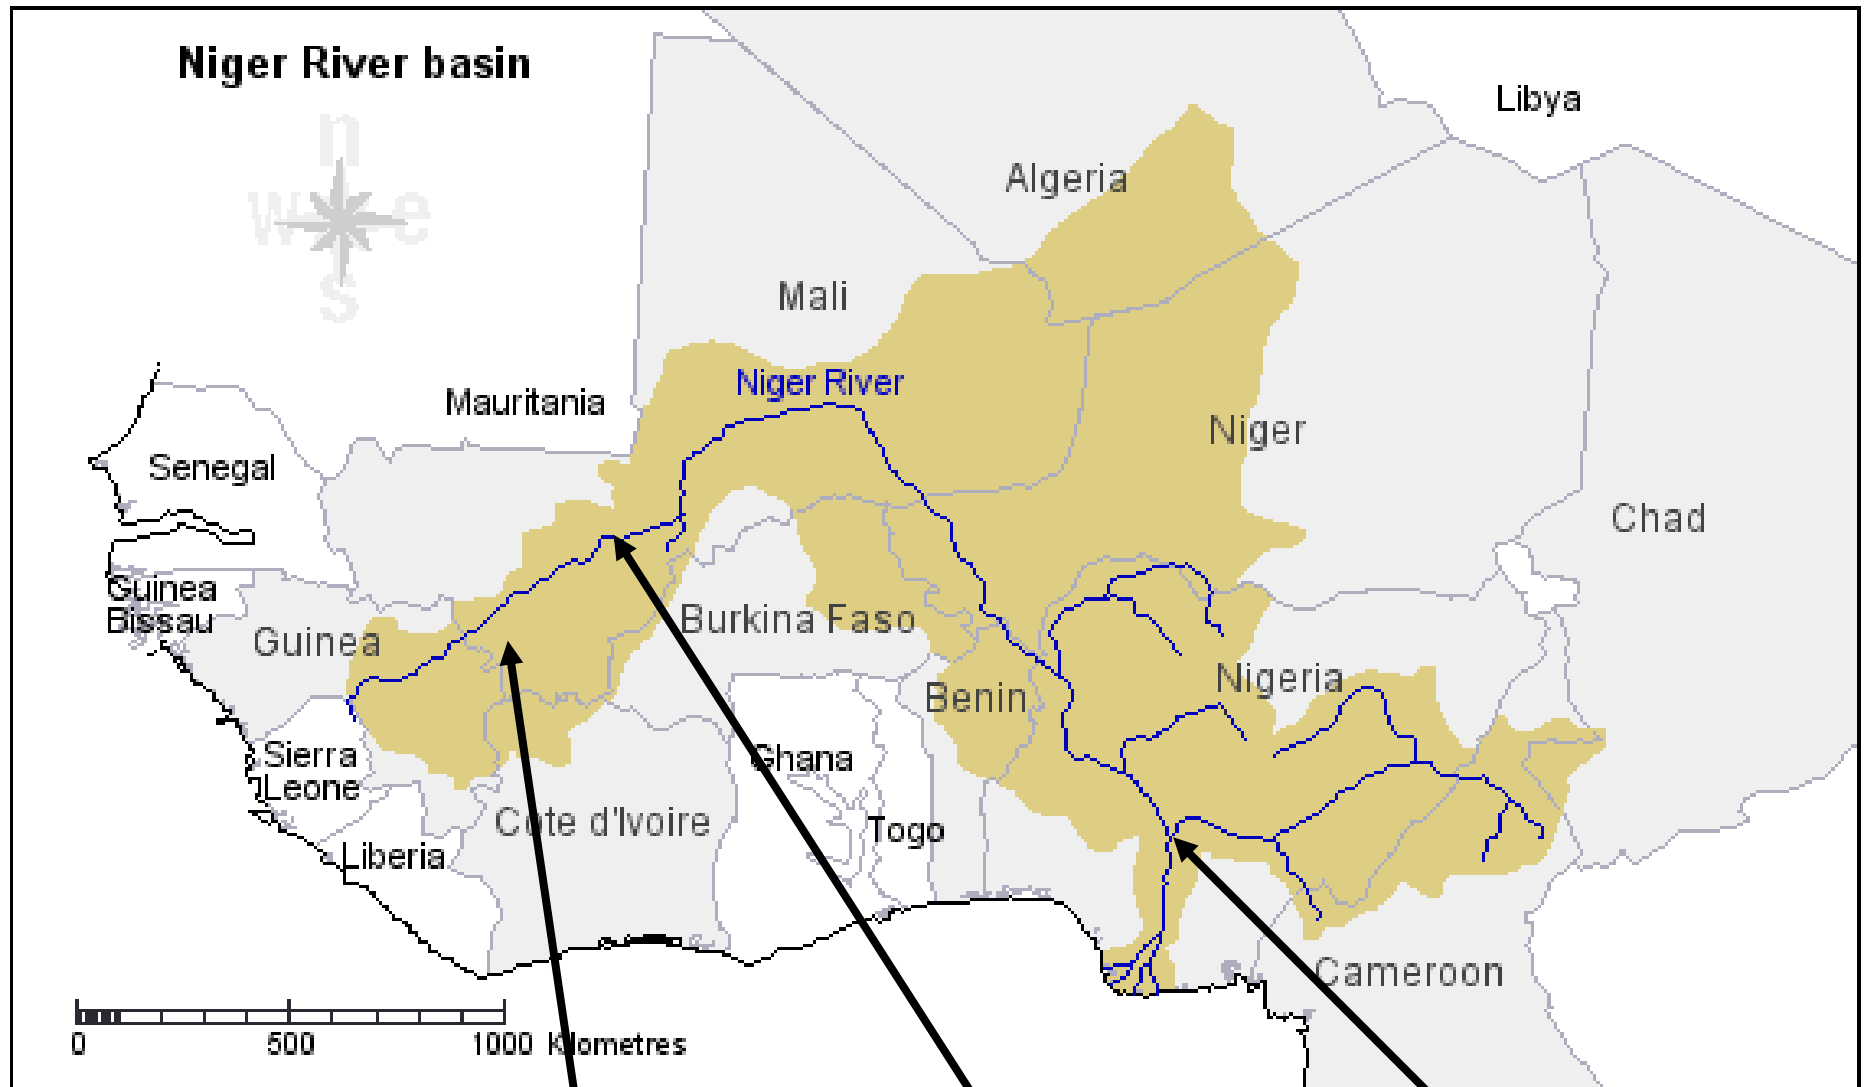 Niger River basin
n
w e
s
Libya
Algeria
Mali
Niger River
Mauritania
Niger
Senegal
Chad
Guinea
Bissau
Guinea
Burkina Faso
Nigeria
Benin
Sierra
Leone
Ghana
Cote d'Ivoire
Togo
Liberia
Cameroon
0 500 1000 Kilometres